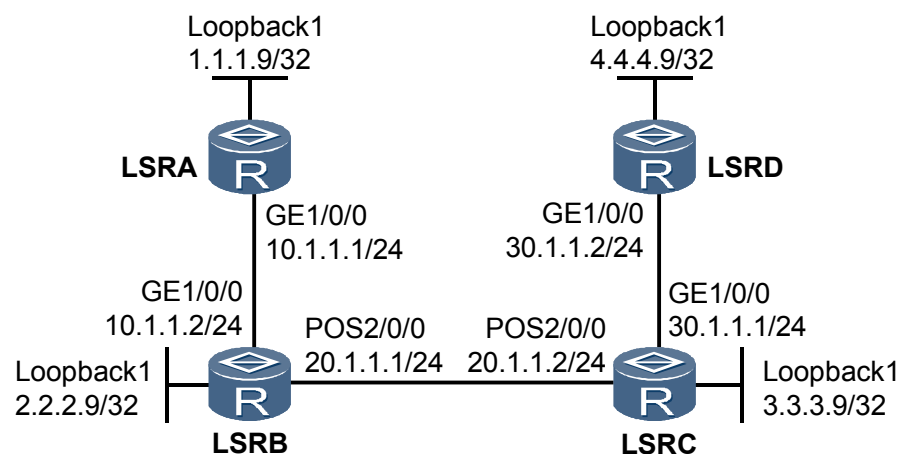 Loopback1
1.1.1.9/32
Loopback1
4.4.4.9/32
LSRA
R
R
LSRD
GE1/0/0
10.1.1.1/24
GE1/0/0
30.1.1.2/24
GE1/0/0
10.1.1.2/24
POS2/0/0
20.1.1.1/24
POS2/0/0
20.1.1.2/24
GE1/0/0
30.1.1.1/24
Loopback1
2.2.2.9/32
R
LSRB
R
LSRC
Loopback1
3.3.3.9/32